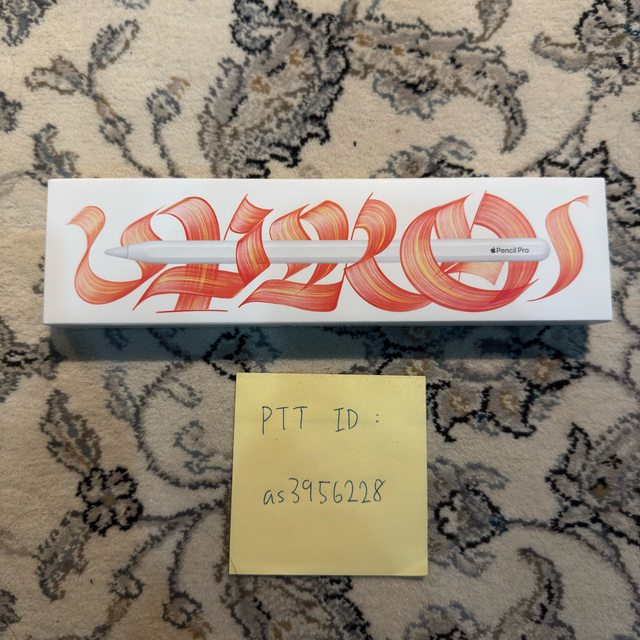 Pencil Pro
PTT ID :
as3956228